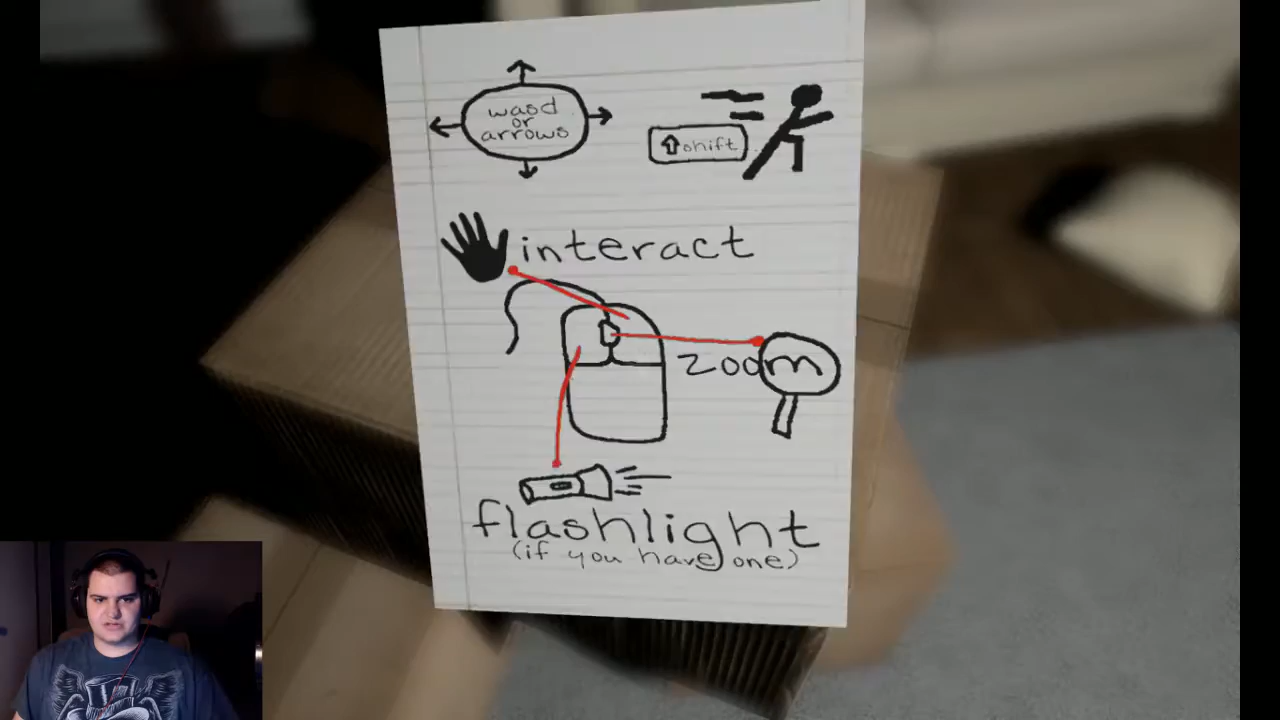 wasd
or
arrows
shift
interact
zoom
flashlight
(if you have one)